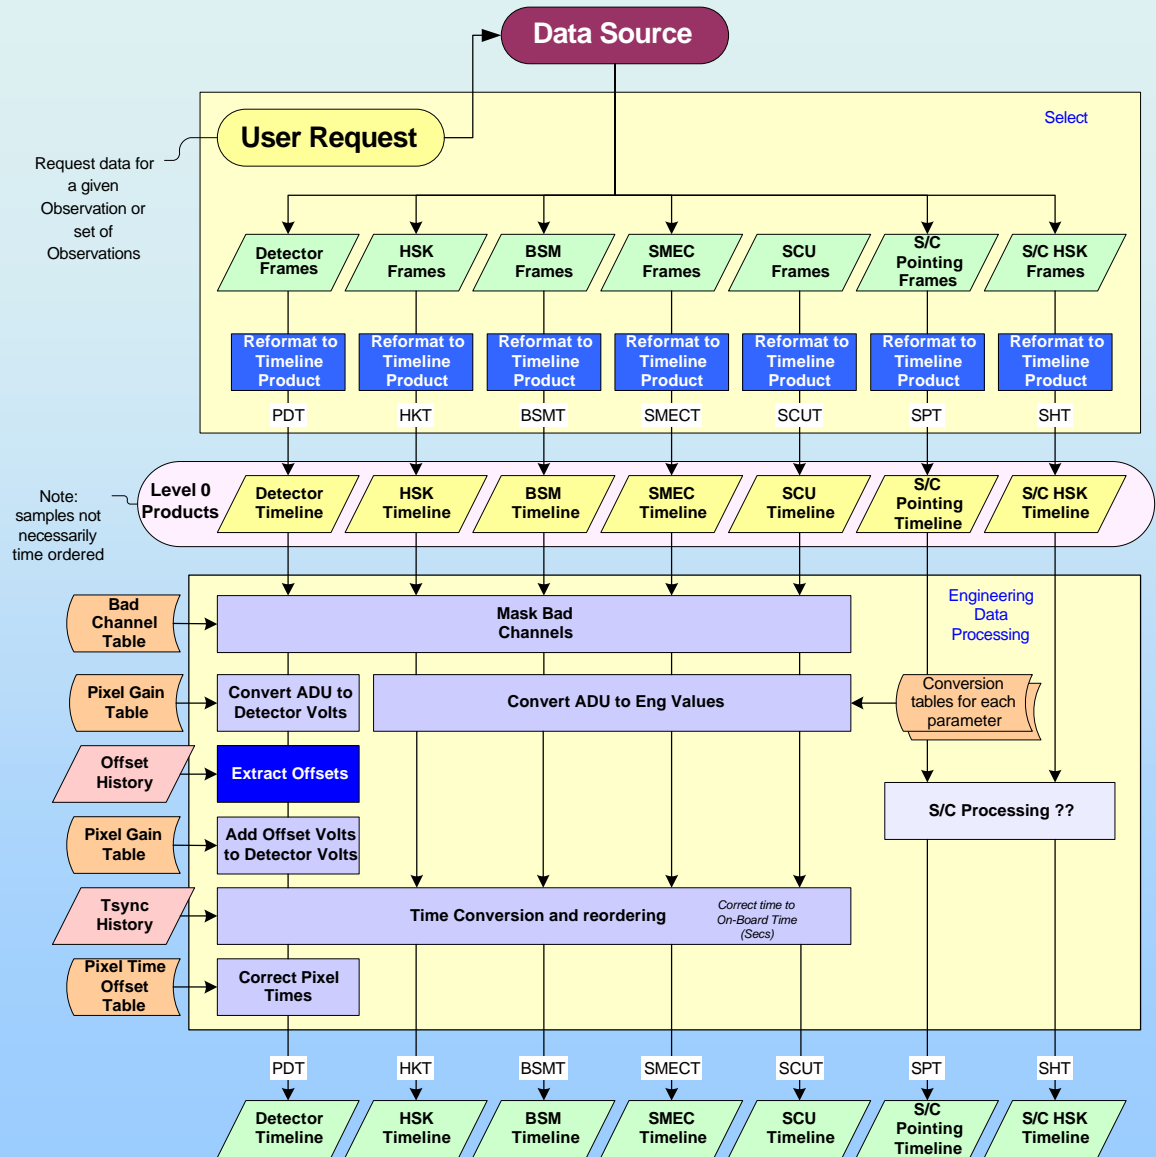 Data Source
User Request
Select
Request data for
a given
Observation or
set of
Observations
Detector
Frames
HSK
Frames
BSM
Frames
SMEC
Frames
SCU
Frames
S/C
Pointing
Frames
S/C HSK
Frames
Reformat to
Timeline
Product
Reformat to
Timeline
Product
Reformat to
Timeline
Product
Reformat to
Timeline
Product
Reformat to
Timeline
Product
Reformat to
Timeline
Product
Reformat to
Timeline
Product
PDT
HKT
BSMT
SMECT
SCUT
SPT
SHT
Note:
samples not
necessarily
time ordered
Level 0
Products
Detector
Timeline
HSK
Timeline
BSM
Timeline
SMEC
Timeline
SCU
Timeline
S/C
Pointing
Timeline
S/C HSK
Timeline
Engineering
Data
Processing
Bad
Channel
Table
Mask Bad
Channels
Pixel Gain
Table
Convert ADU to
Detector Volts
Convert ADU to Eng Values
Conversion
tables for each
parameter
Offset
History
Extract Offsets
S/C Processing ??
Pixel Gain
Table
Add Offset Volts
to Detector Volts
Tsync
History
Time Conversion and reordering
Correct time to
On-Board Time
(Secs)
Pixel Time
Offset
Table
Correct Pixel
Times
PDT
HKT
BSMT
SMECT
SCUT
SPT
SHT
Detector
Timeline
HSK
Timeline
BSM
Timeline
SMEC
Timeline
SCU
Timeline
S/C
Pointing
Timeline
S/C HSK
Timeline